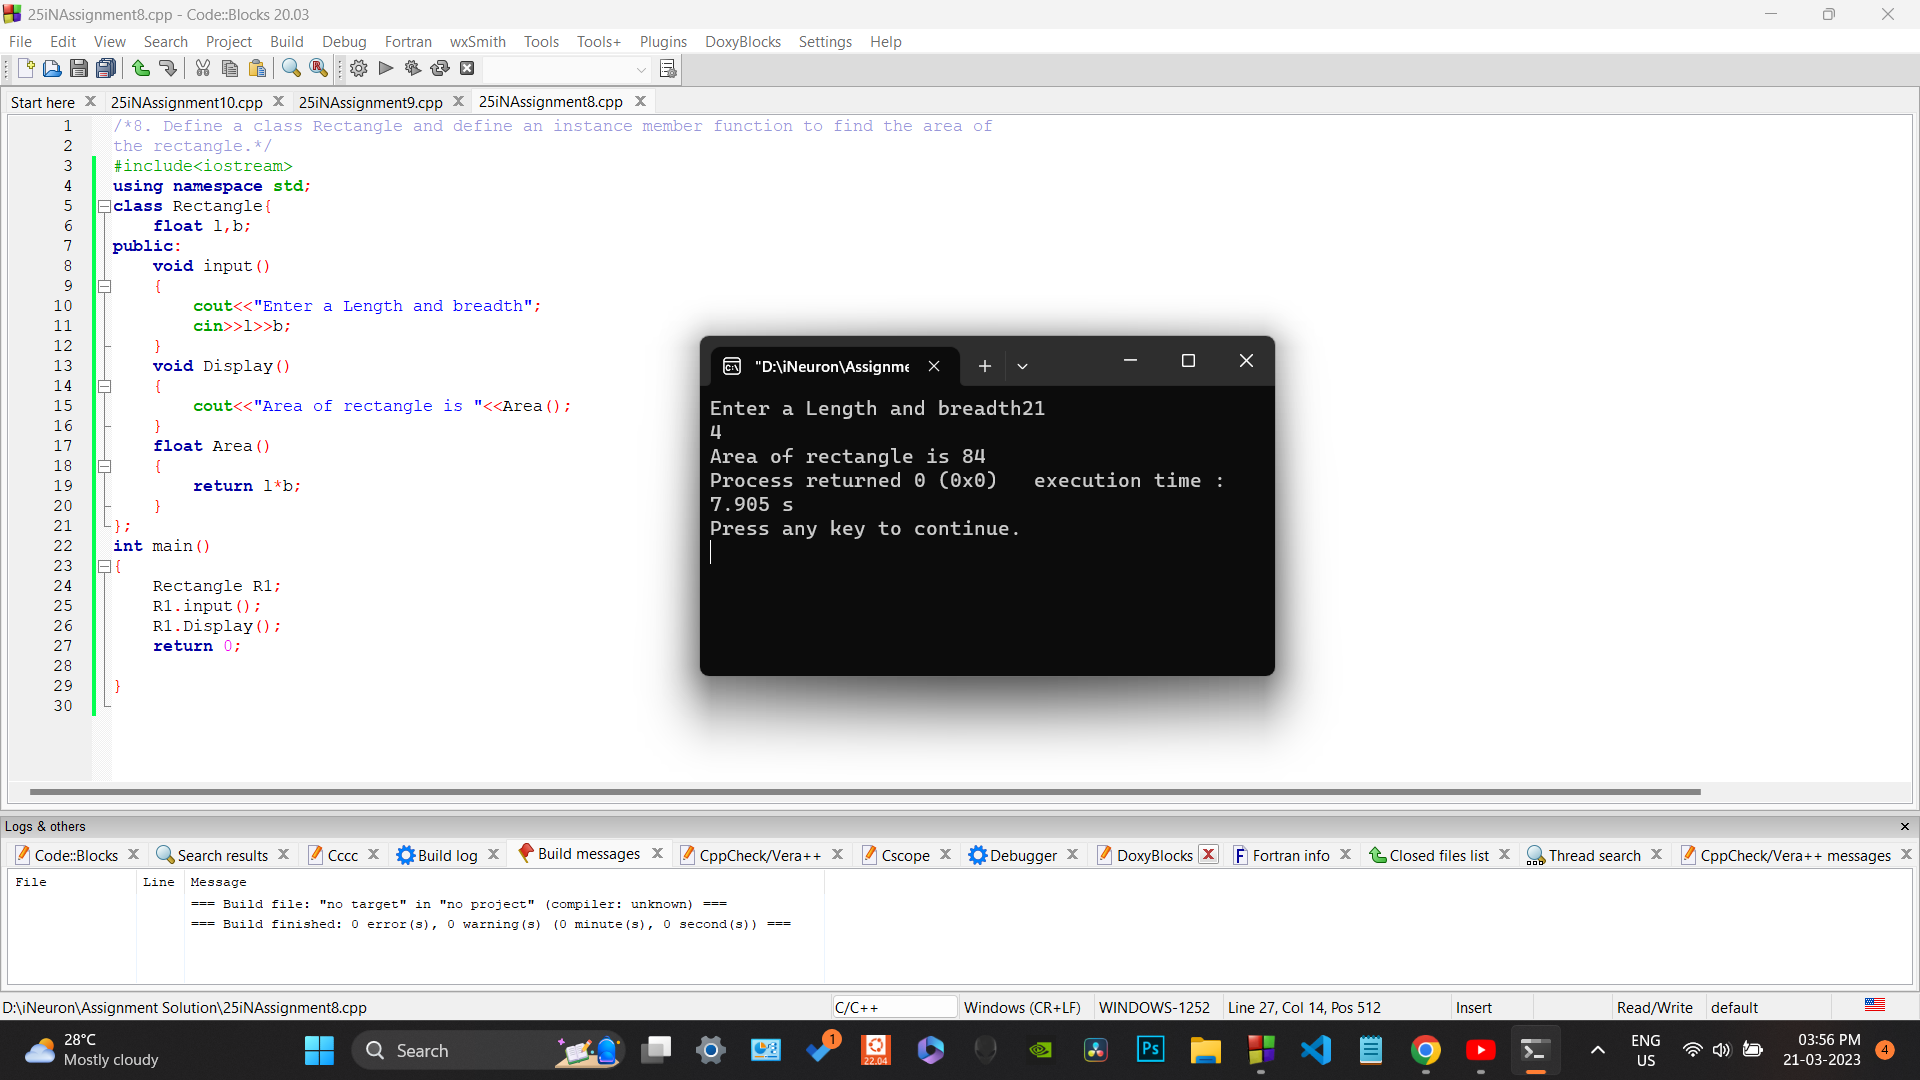 25iNAssignment8.cpp - Code::Blocks 20.03
File Edit View Search Project Build Debug Fortran wxSmith Tools Tools+ Plugins DoxyBlocks Settings Help
Start here 25iNAssignment10.cpp 25iNAssignment9.cpp 25iNAssignment8.cpp
1 /*8. Define a class Rectangle and define an instance member function to find the area of
2 the rectangle.*/
3 #include<iostream>
4 using namespace std;
5 class Rectangle{
6 float l,b;
7 public:
8 void input()
9 {
10 cout<<"Enter a Length and breadth";
11 cin>>l>>b;
12 }
13 void Display()
14 {
15 cout<<"Area of rectangle is "<<Area();
16 }
17 float Area()
18 {
19 return l*b;
20 }
21 };
22 int main()
23 {
24 Rectangle R1;
25 R1.input();
26 R1.Display();
27 return 0;
28
29 }
30
"D:\iNeuron\Assignme
Enter a Length and breadth21
4
Area of rectangle is 84
Process returned 0 (0x0)   execution time :
7.905 s
Press any key to continue.
Logs & others
Code::Blocks Search results Cccc Build log Build messages CppCheck/Vera++ Cscope Debugger DoxyBlocks Fortran info Closed files list Thread search CppCheck/Vera++ messages
File Line Message
=== Build file: "no target" in "no project" (compiler: unknown) ===
=== Build finished: 0 error(s), 0 warning(s) (0 minute(s), 0 second(s)) ===
D:\iNeuron\Assignment Solution\25iNAssignment8.cpp C/C++ Windows (CR+LF) WINDOWS-1252 Line 27, Col 14, Pos 512 Insert Read/Write default
28°C
Mostly cloudy
Search
1
22.04
Ps
ENG
US
03:56 PM
21-03-2023
4